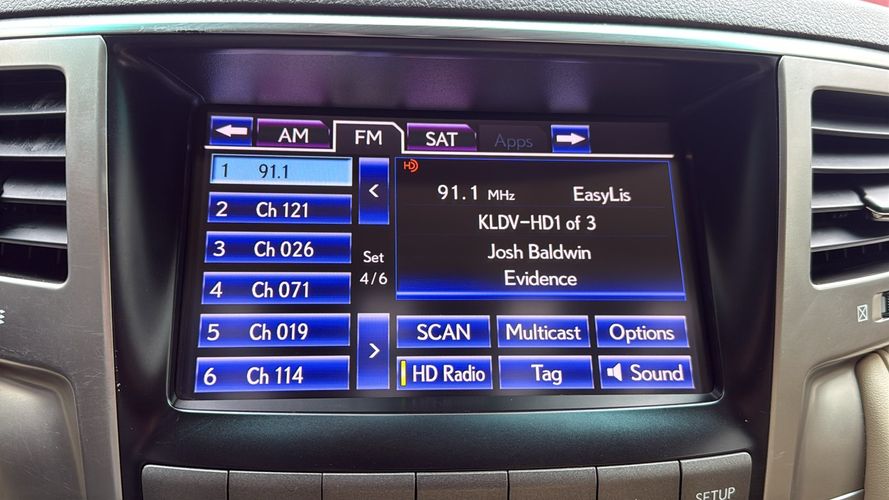 AM FM SAT Apps
1 91.1
2 Ch 121
3 Ch 026
4 Ch 071
5 Ch 019
6 Ch 114
<
Set
4/6
>
HD
91.1 MHz EasyLis
KLDV-HD1 of 3
Josh Baldwin
Evidence
SCAN Multicast Options
HD Radio Tag Sound
SETUP